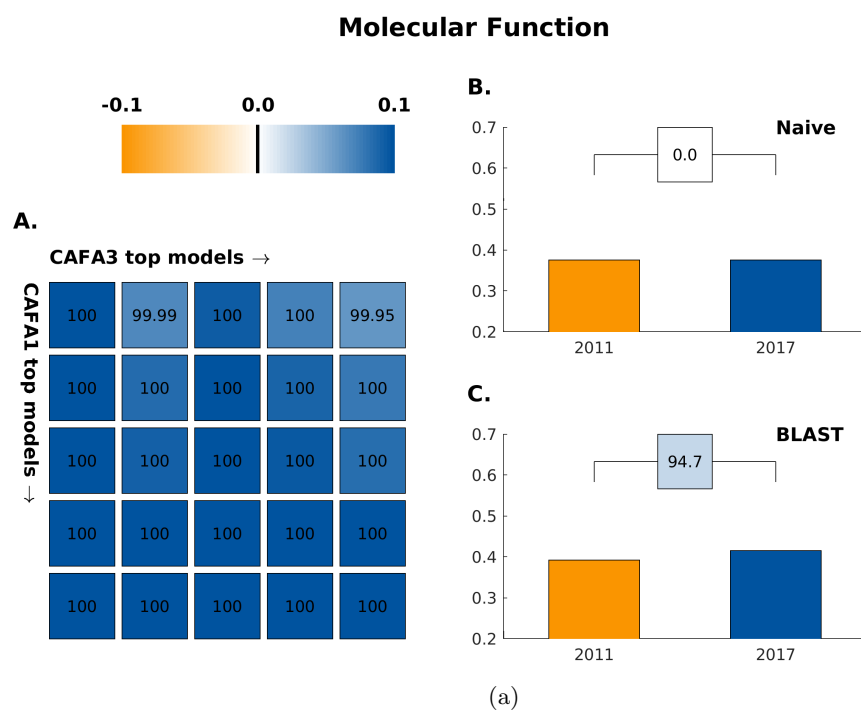 Molecular Function
-0.1 0.0 0.1
A.
CAFA3 top models →
CAFA1 top models →
100 99.99 100 100 99.95
100 100 100 100 100
100 100 100 100 100
100 100 100 100 100
100 100 100 100 100
B.
Naive
0.0
0.7
0.6
0.5
0.4
0.3
0.2
2011 2017
C.
BLAST
94.7
0.7
0.6
0.5
0.4
0.3
0.2
2011 2017
(a)